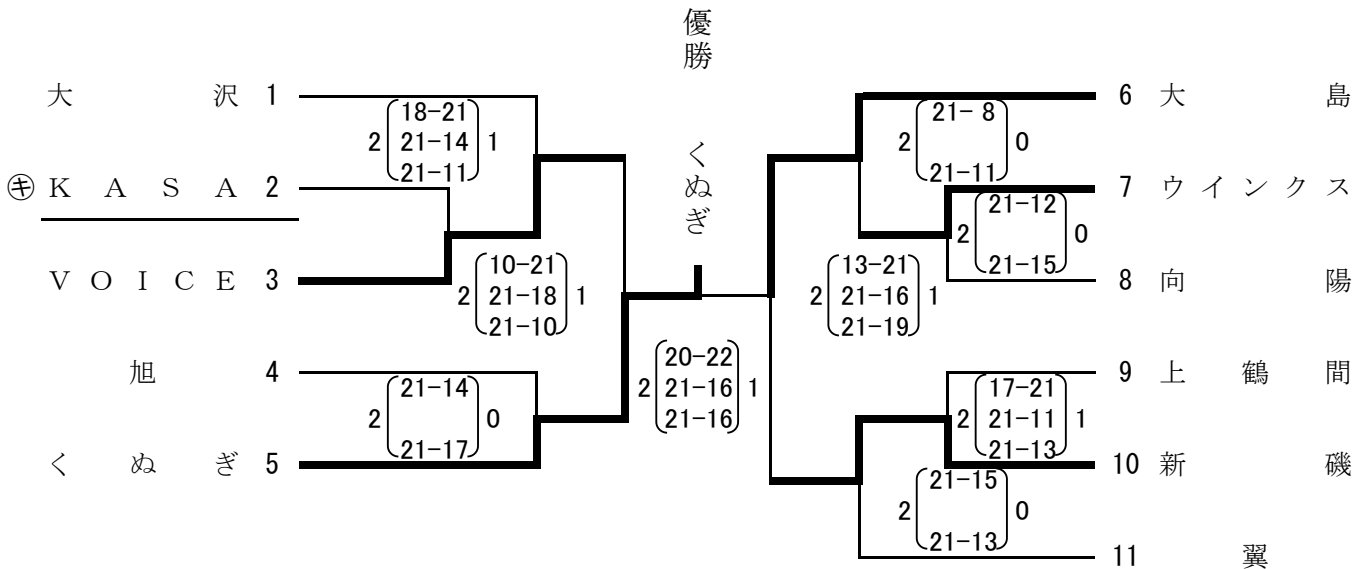 優勝
くぬぎ
大沢 1
㋖ KASA 2
VOICE 3
旭 4
くぬぎ 5
2 18-21 1
21-14
21-11
2 10-21 1
21-18
21-10
2 21-14 0
21-17
2 20-22 1
21-16
21-16
6 大島
7 ウインクス
8 向陽
9 上鶴間
10 新磯
11 翼
2 21- 8 0
21-11
2 21-12 0
21-15
2 13-21 1
21-16
21-19
2 17-21 1
21-11
21-13
2 21-15 0
21-13